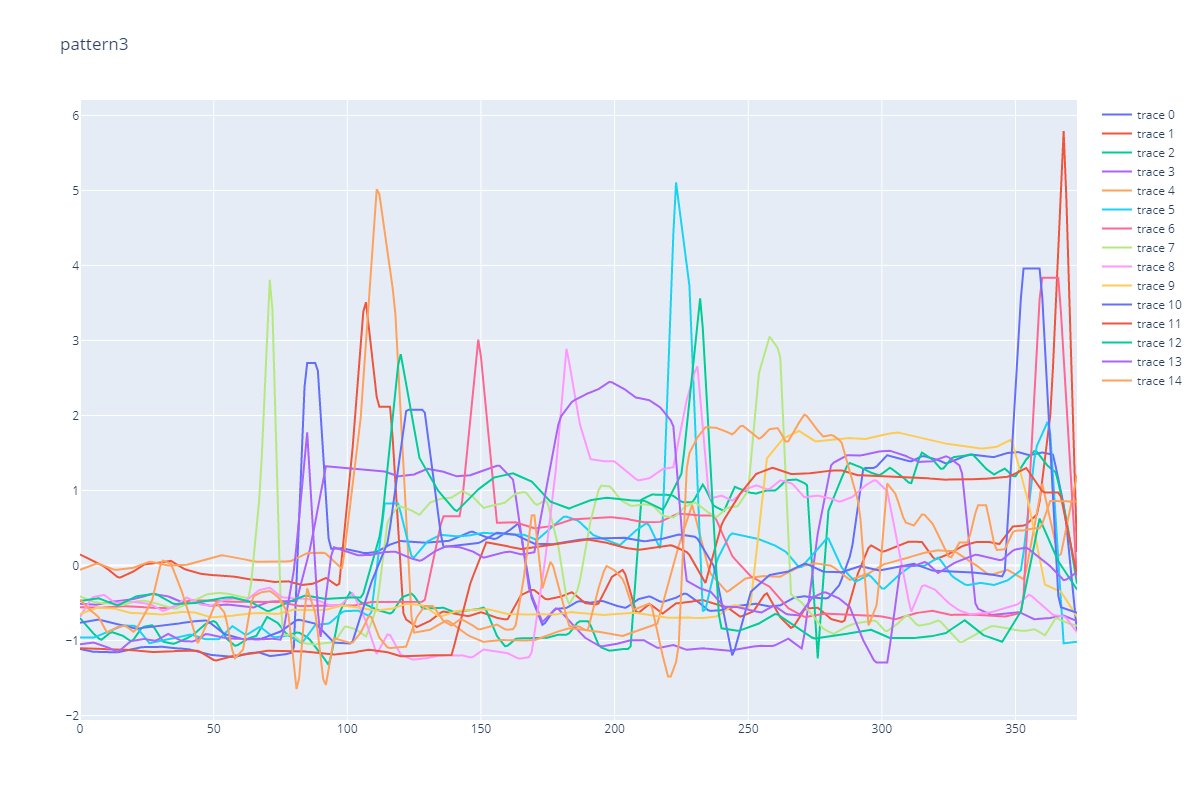 pattern3
6
5
4
3
2
1
0
−1
−2
0 50 100 150 200 250 300 350
trace 0
trace 1
trace 2
trace 3
trace 4
trace 5
trace 6
trace 7
trace 8
trace 9
trace 10
trace 11
trace 12
trace 13
trace 14